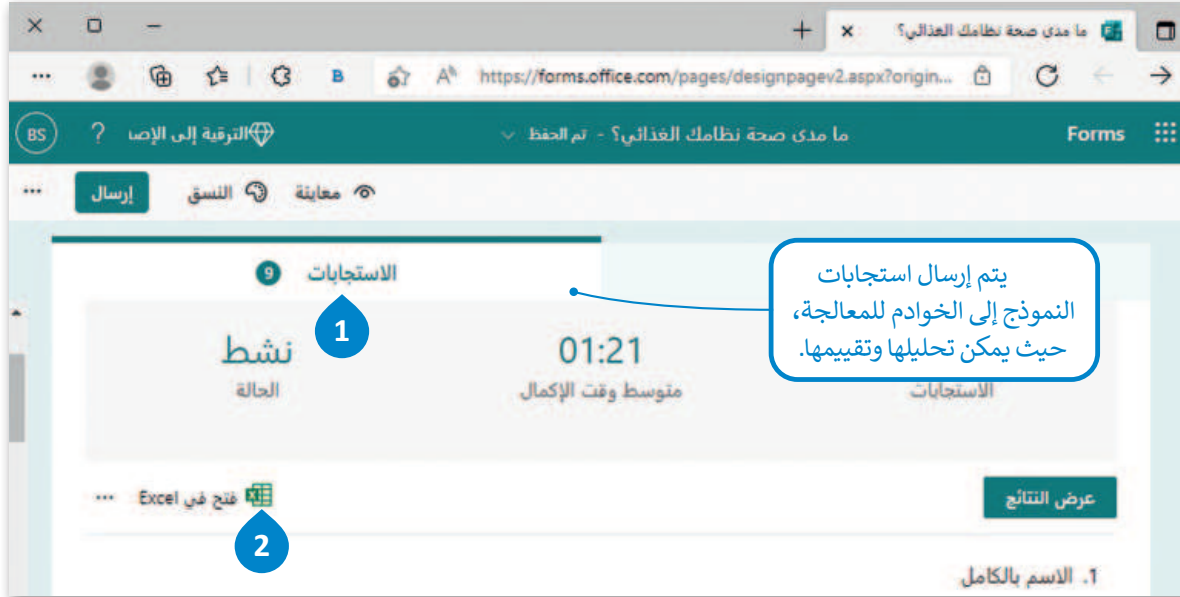 ما مدى صحة نظامك الغذائي؟
https://forms.office.com/pages/designpagev2.aspx?origin...
Forms
ما مدى صحة نظامك الغذائي؟ - تم الحفظ
الترقية إلى الإصد
?
BS
معاينة
النسق
إرسال
الاستجابات 9
1
يتم إرسال استجابات
النموذج إلى الخوادم للمعالجة،
حيث يمكن تحليلها وتقييمها.
الاستجابات
01:21
متوسط وقت الإكمال
نشط
الحالة
عرض النتائج
فتح في Excel
2
1. الاسم بالكامل